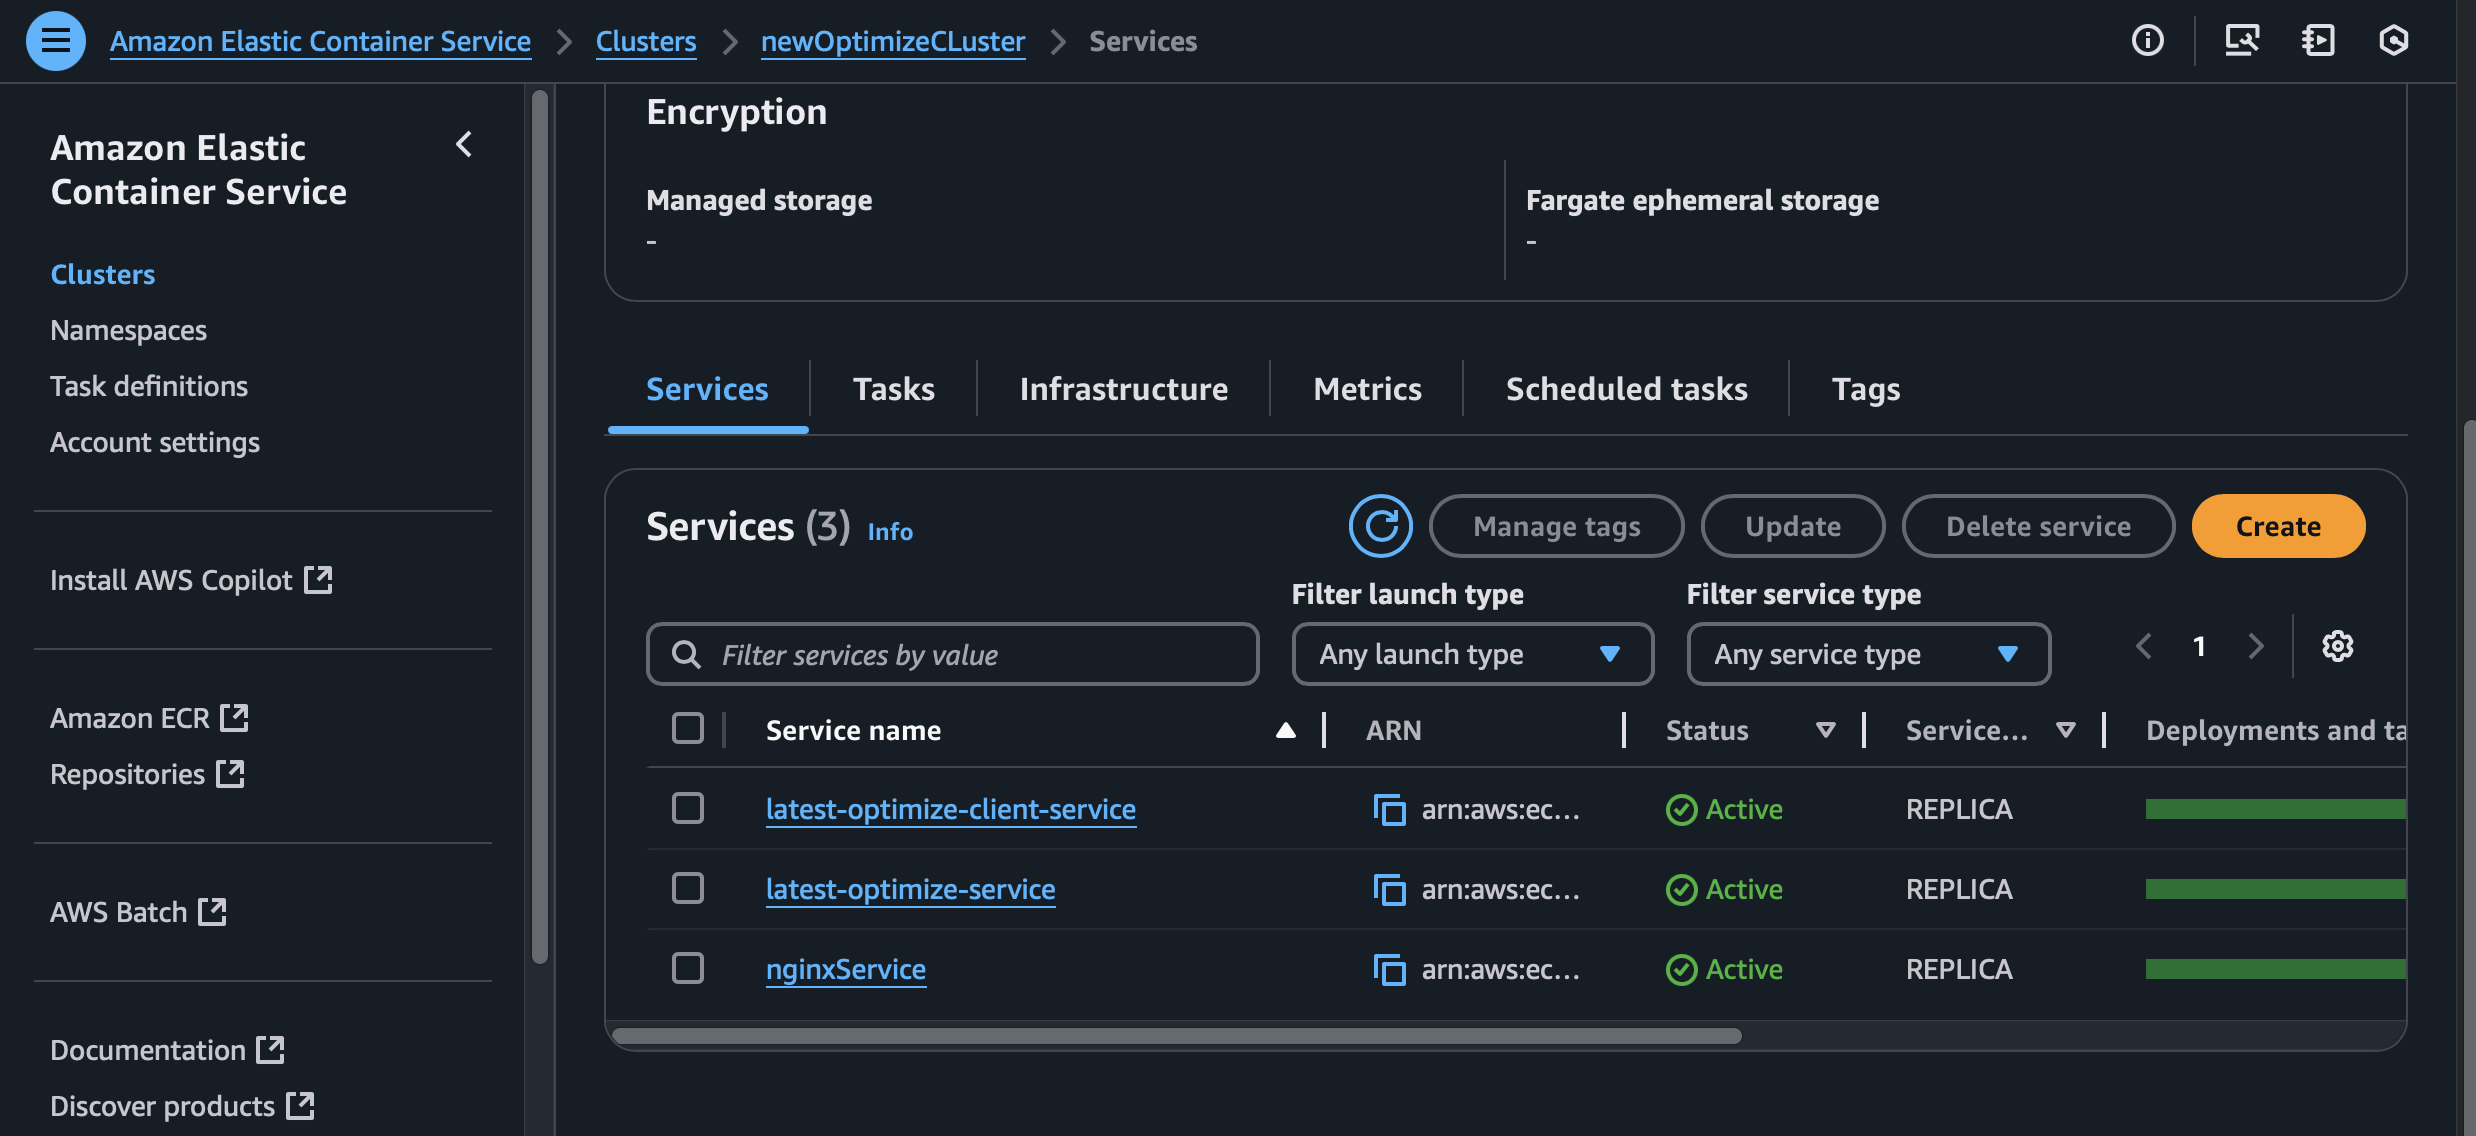 Amazon Elastic Container Service > Clusters > newOptimizeCLuster > Services
Amazon Elastic
Container Service
Clusters
Namespaces
Task definitions
Account settings
Install AWS Copilot
Amazon ECR
Repositories
AWS Batch
Documentation
Discover products
Encryption
Managed storage
-
Fargate ephemeral storage
-
Services
Tasks
Infrastructure
Metrics
Scheduled tasks
Tags
Services (3) Info
Manage tags
Update
Delete service
Create
Filter services by value
Filter launch type
Any launch type
Filter service type
Any service type
1
Service name ARN Status Service... Deployments and ta
latest-optimize-client-service arn:aws:ec... Active REPLICA
latest-optimize-service arn:aws:ec... Active REPLICA
nginxService arn:aws:ec... Active REPLICA